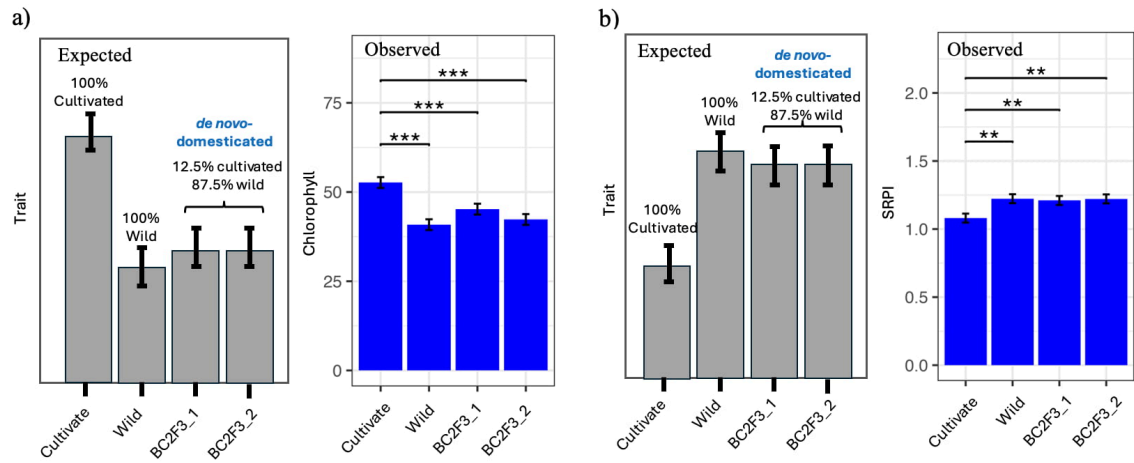 a)
Expected
100%
Cultivated
de novo-
domesticated
12.5% cultivated
87.5% wild
100%
Wild
Trait
Cultivate
Wild
BC2F3_1
BC2F3_2
Observed
***
***
***
Chlorophyll
75
50
25
0
Cultivate
Wild
BC2F3_1
BC2F3_2
b)
Expected
de novo-
domesticated
100%
Wild
12.5% cultivated
87.5% wild
100%
Cultivated
Trait
Cultivate
Wild
BC2F3_1
BC2F3_2
Observed
**
**
**
SRPI
2.0
1.5
1.0
0.5
0.0
Cultivate
Wild
BC2F3_1
BC2F3_2